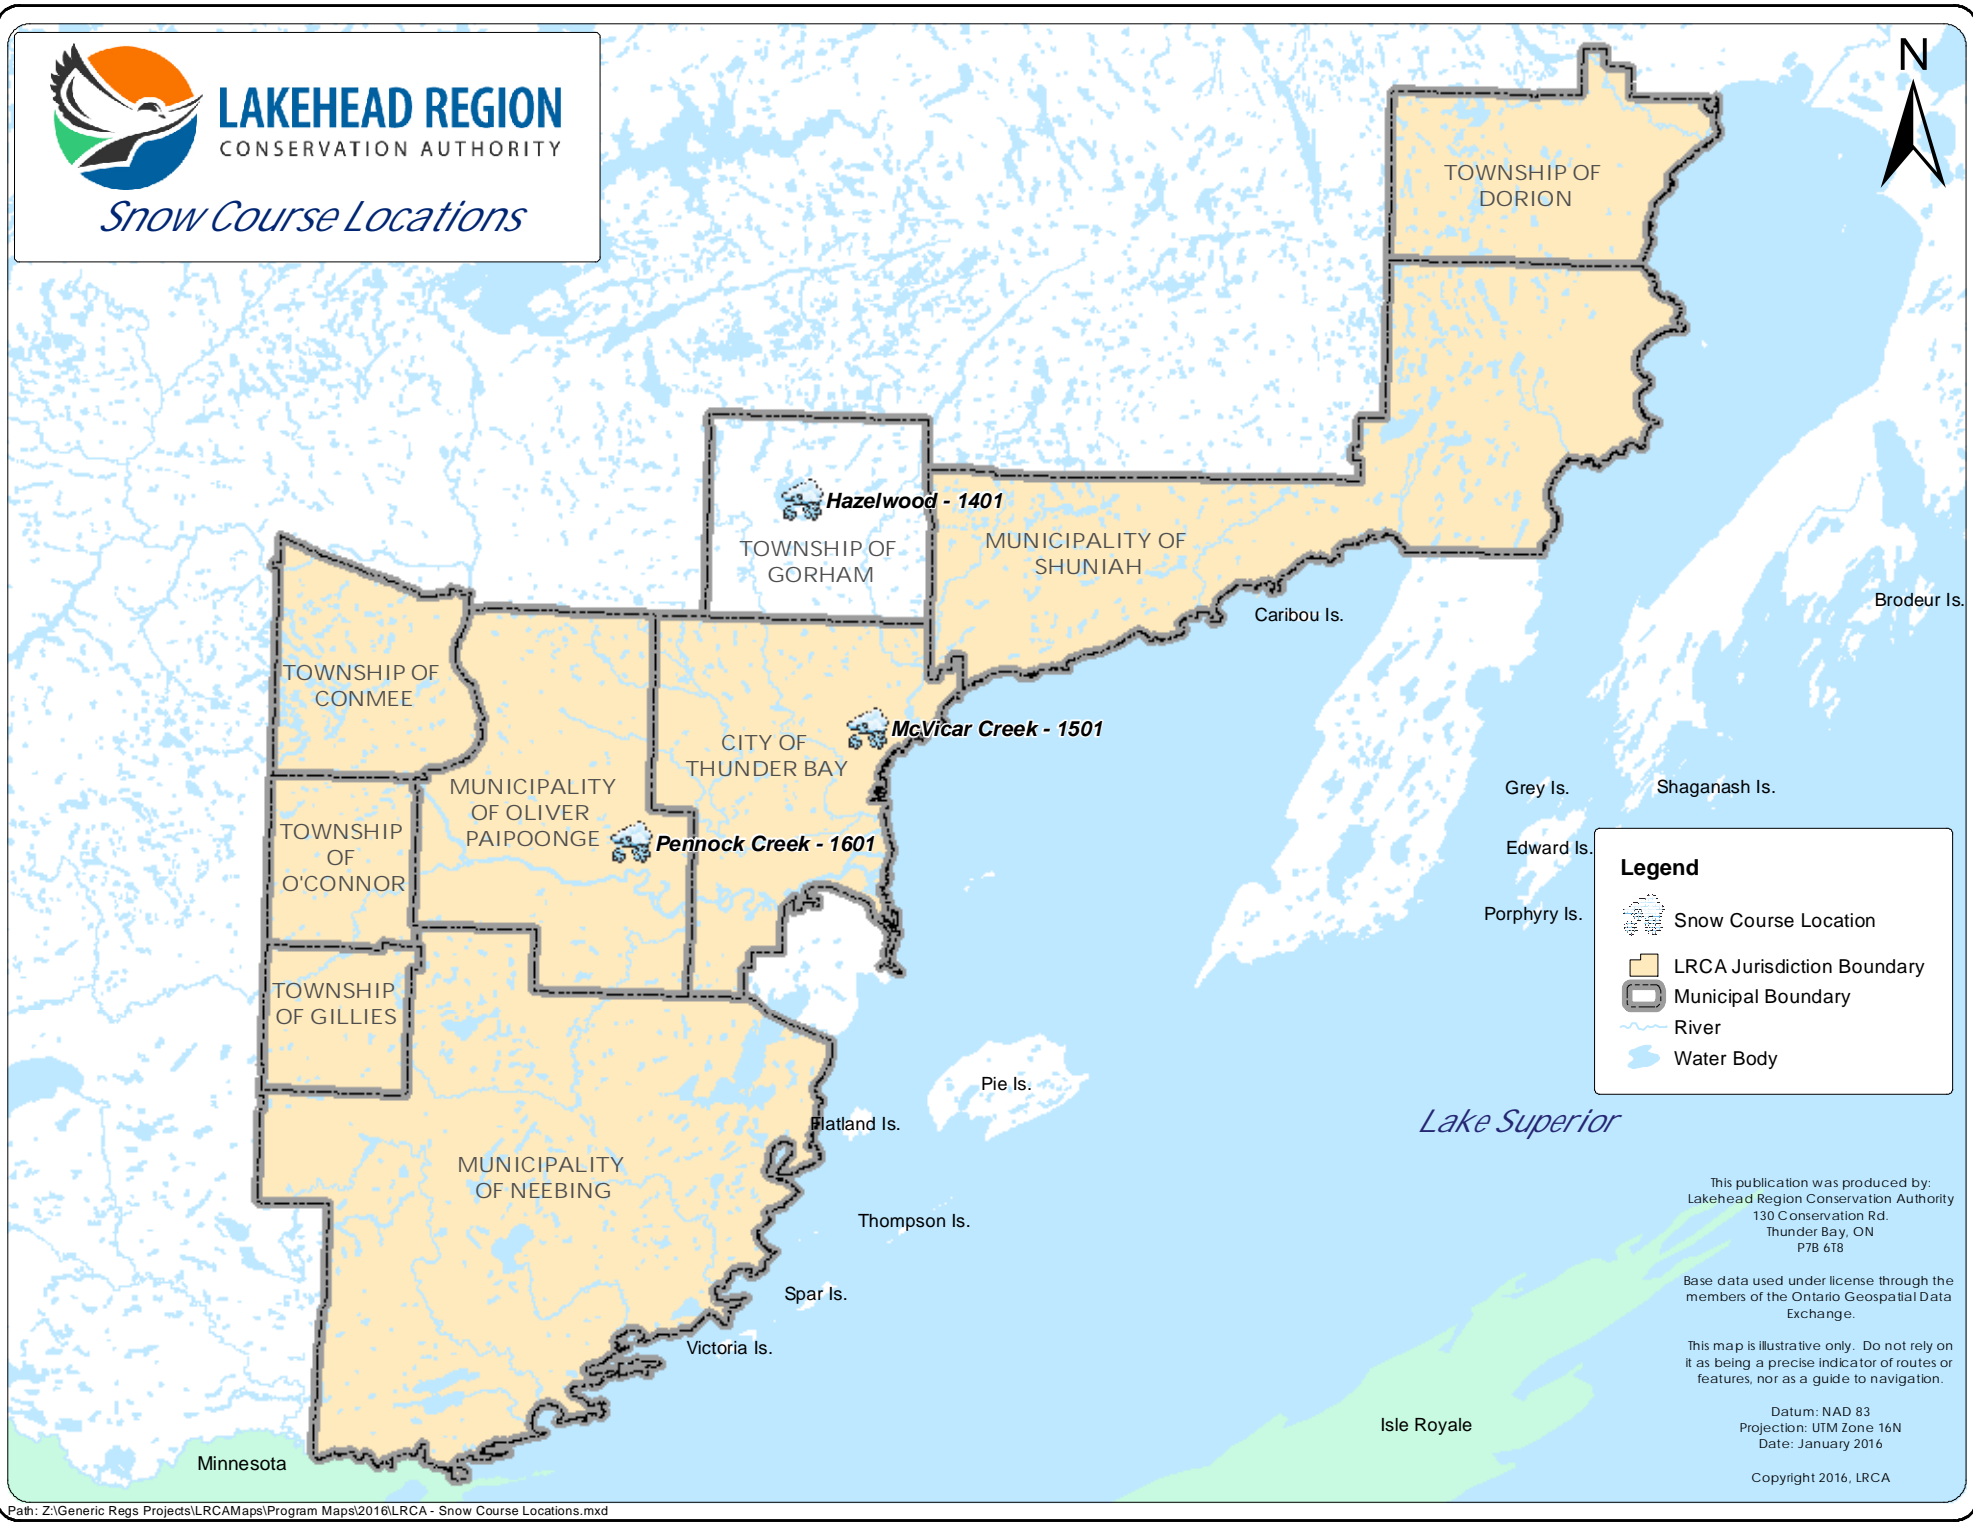 LAKEHEAD REGION
CONSERVATION AUTHORITY
Snow Course Locations
N
TOWNSHIP OF
DORION
Hazelwood - 1401
TOWNSHIP OF
GORHAM
MUNICIPALITY OF
SHUNIAH
Caribou Is.
Brodeur Is.
TOWNSHIP OF
CONMEE
McVicar Creek - 1501
CITY OF
THUNDER BAY
MUNICIPALITY
OF OLIVER
PAIPOONGE
Pennock Creek - 1601
TOWNSHIP
OF
O'CONNOR
Grey Is.
Shaganash Is.
Edward Is.
Porphyry Is.
Legend
Snow Course Location
LRCA Jurisdiction Boundary
Municipal Boundary
River
Water Body
TOWNSHIP
OF GILLIES
Pie Is.
Flatland Is.
Lake Superior
MUNICIPALITY
OF NEEBING
Thompson Is.
Spar Is.
Victoria Is.
Isle Royale
Minnesota
This publication was produced by:
Lakehead Region Conservation Authority
130 Conservation Rd.
Thunder Bay, ON
P7B 6T8
Base data used under license through the
members of the Ontario Geospatial Data
Exchange.
This map is illustrative only. Do not rely on
it as being a precise indicator of routes or
features, nor as a guide to navigation.
Datum: NAD 83
Projection: UTM Zone 16N
Date: January 2016
Copyright 2016, LRCA
Path: Z:\Generic Regs Projects\LRCAMaps\Program Maps\2016\LRCA - Snow Course Locations.mxd